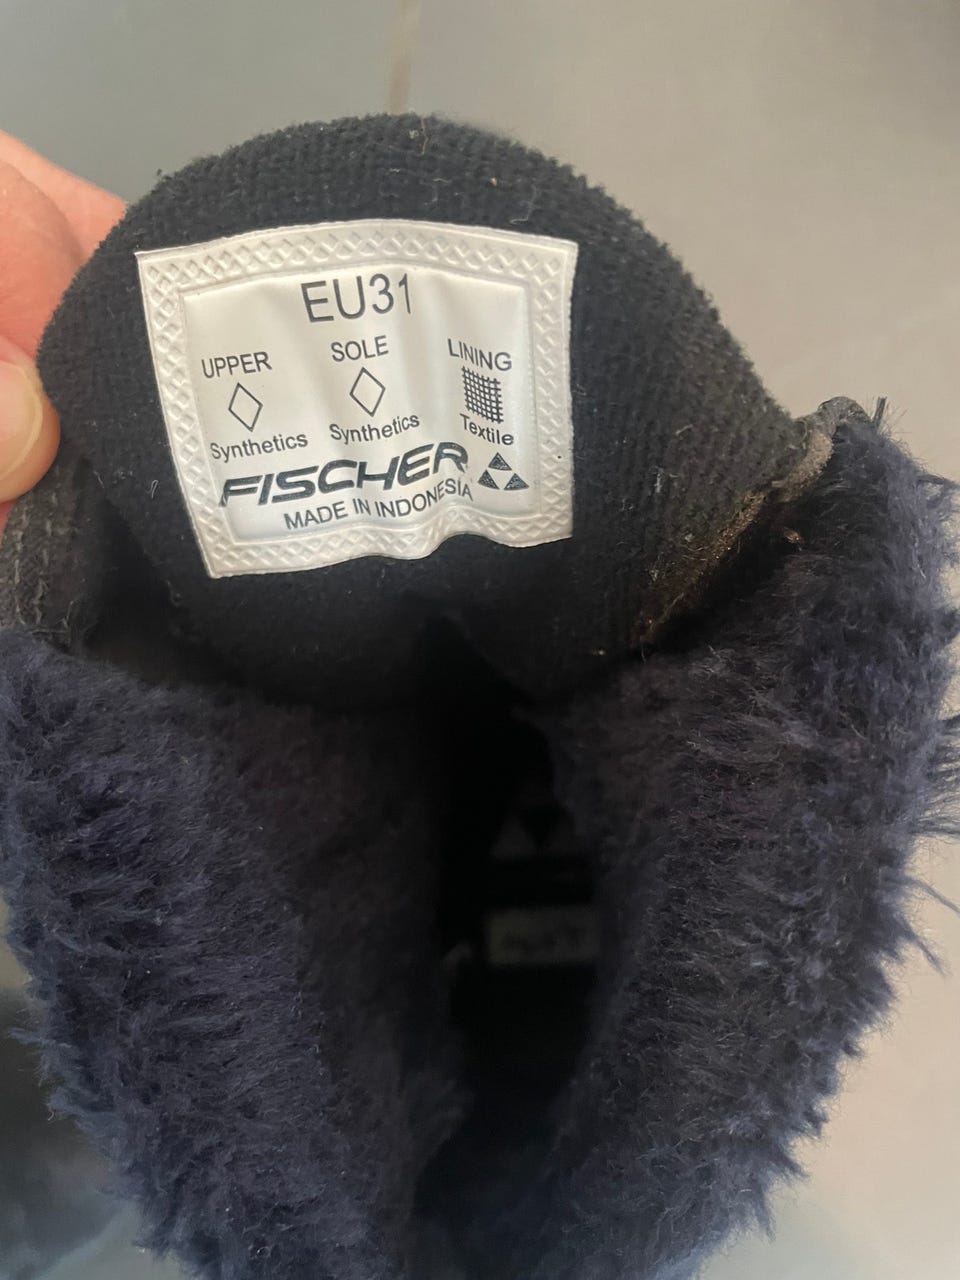 EU31
UPPER SOLE LINING
Synthetics Synthetics Textile
FISCHER
MADE IN INDONESIA